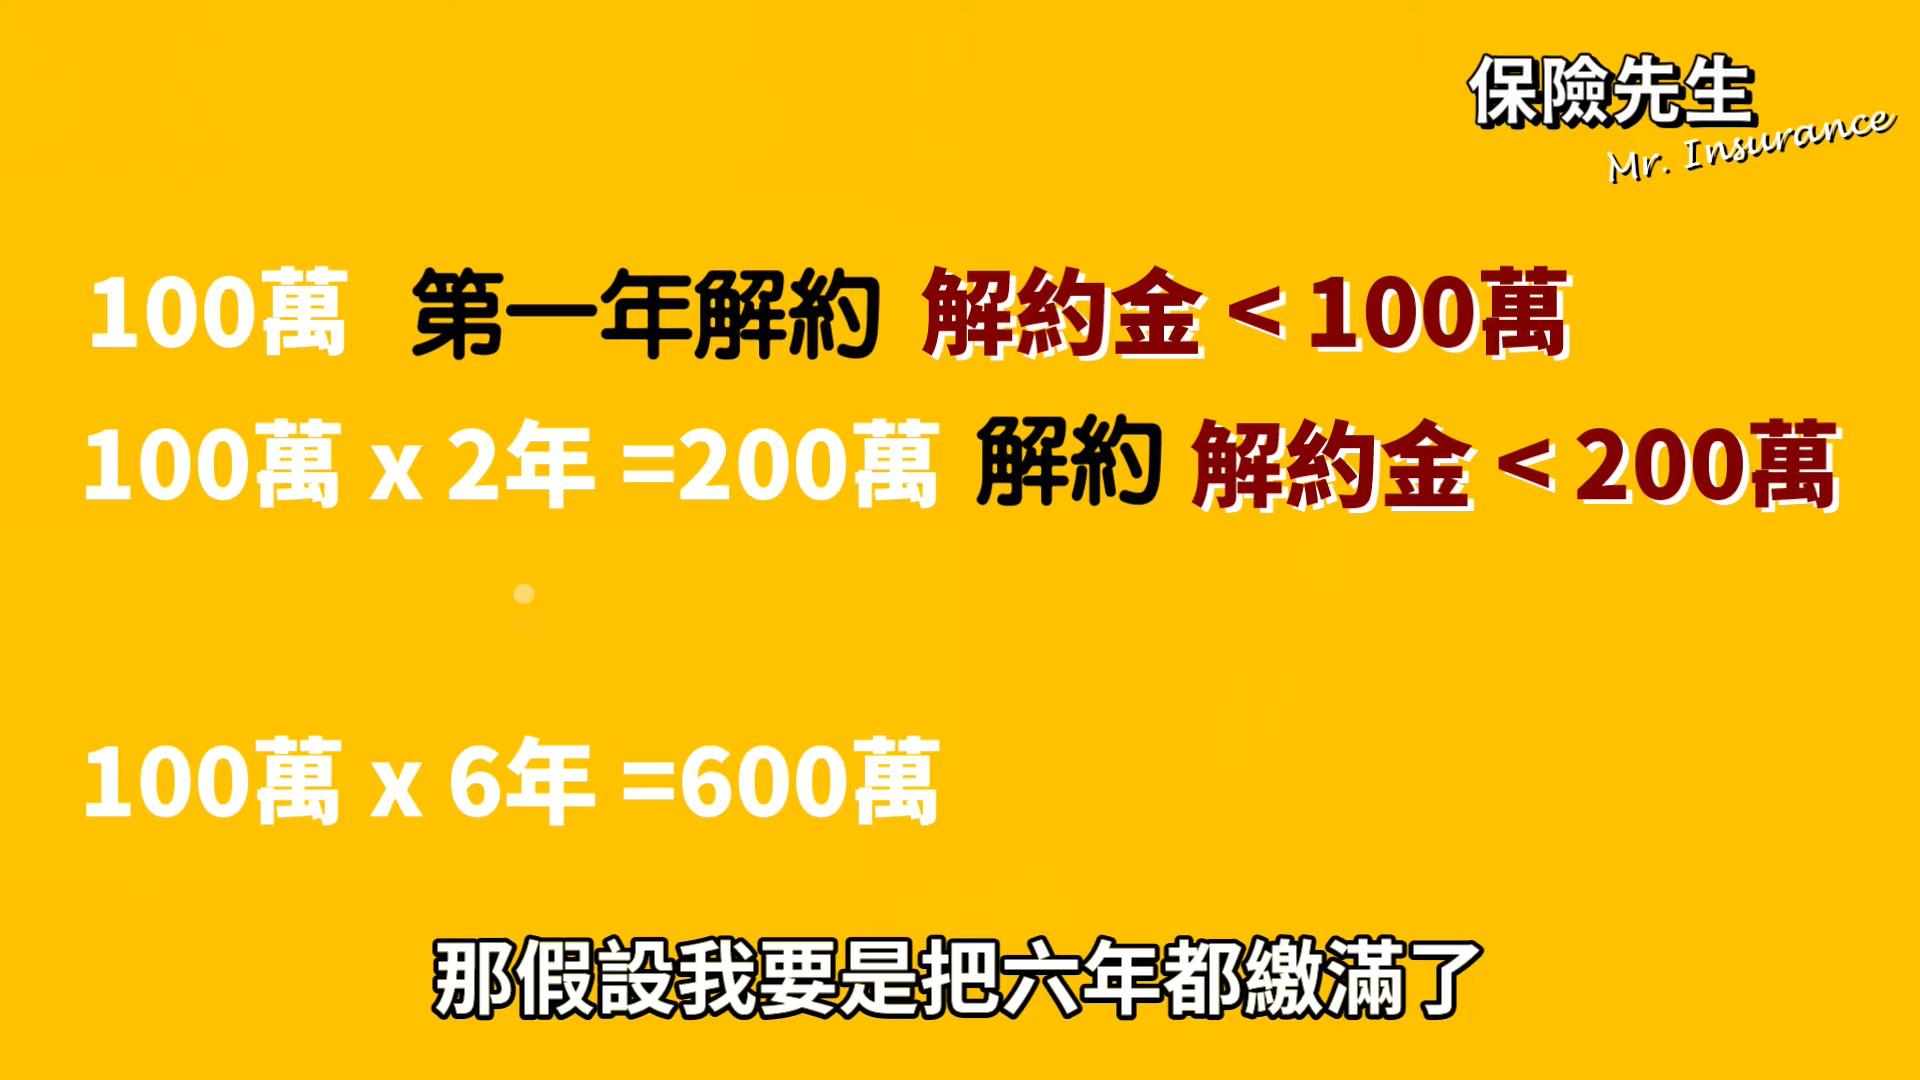 保險先生
Mr. Insurance
100萬 第一年解約 解約金 < 100萬
100萬 x 2年 =200萬 解約 解約金 < 200萬
100萬 x 6年 =600萬
那假設我要是把六年都繳滿了